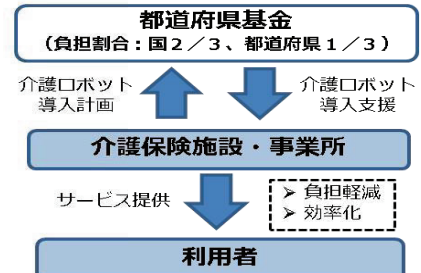 都道府県基金
（負担割合：国２／３、都道府県１／３）
介護ロボット
導入計画
介護ロボット
導入支援
介護保険施設・事業所
サービス提供
➢ 負担軽減
➢ 効率化
利用者